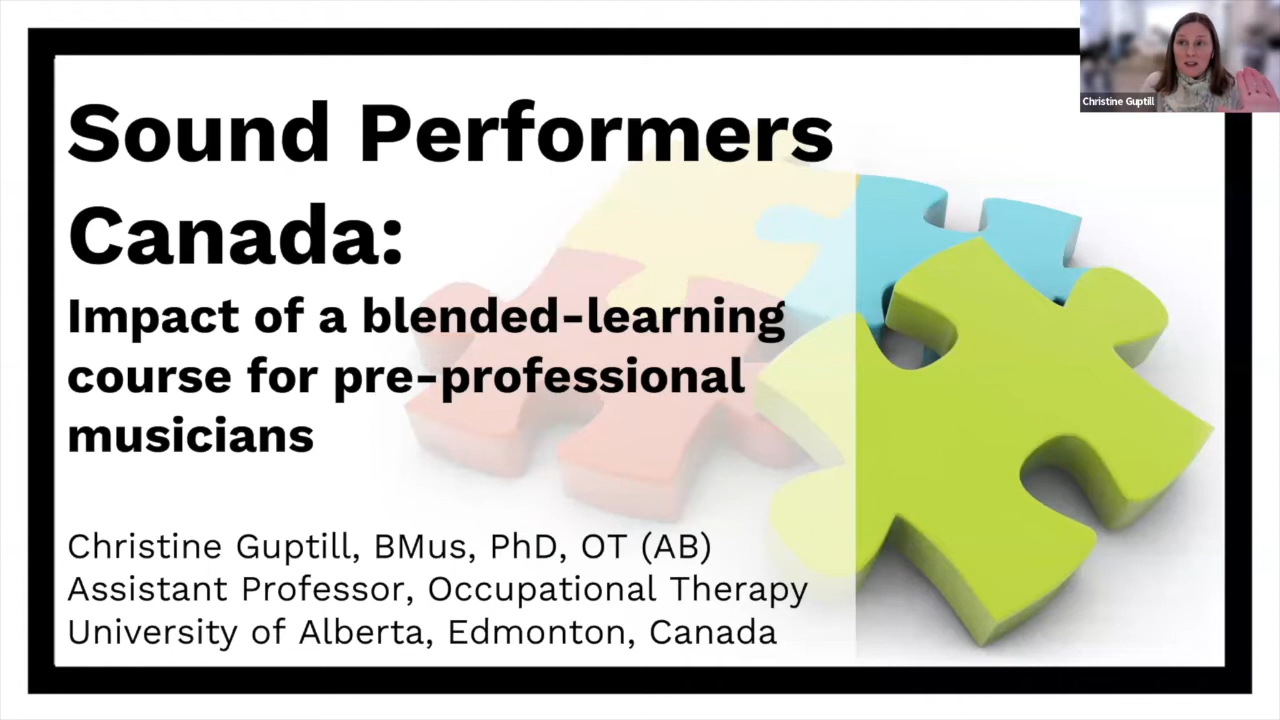 Sound Performers
Canada:
Impact of a blended-learning
course for pre-professional
musicians
Christine Guptill, BMus, PhD, OT (AB)
Assistant Professor, Occupational Therapy
University of Alberta, Edmonton, Canada
Christine Guptill